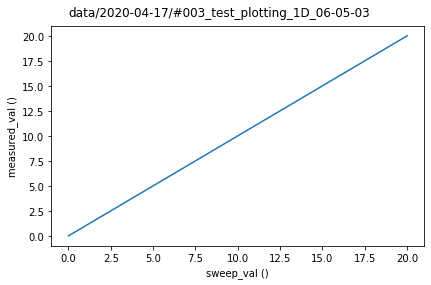 data/2020-04-17/#003_test_plotting_1D_06-05-03
20.0
17.5
15.0
12.5
10.0
7.5
5.0
2.5
0.0
measured_val ()
0.0 2.5 5.0 7.5 10.0 12.5 15.0 17.5 20.0
sweep_val ()